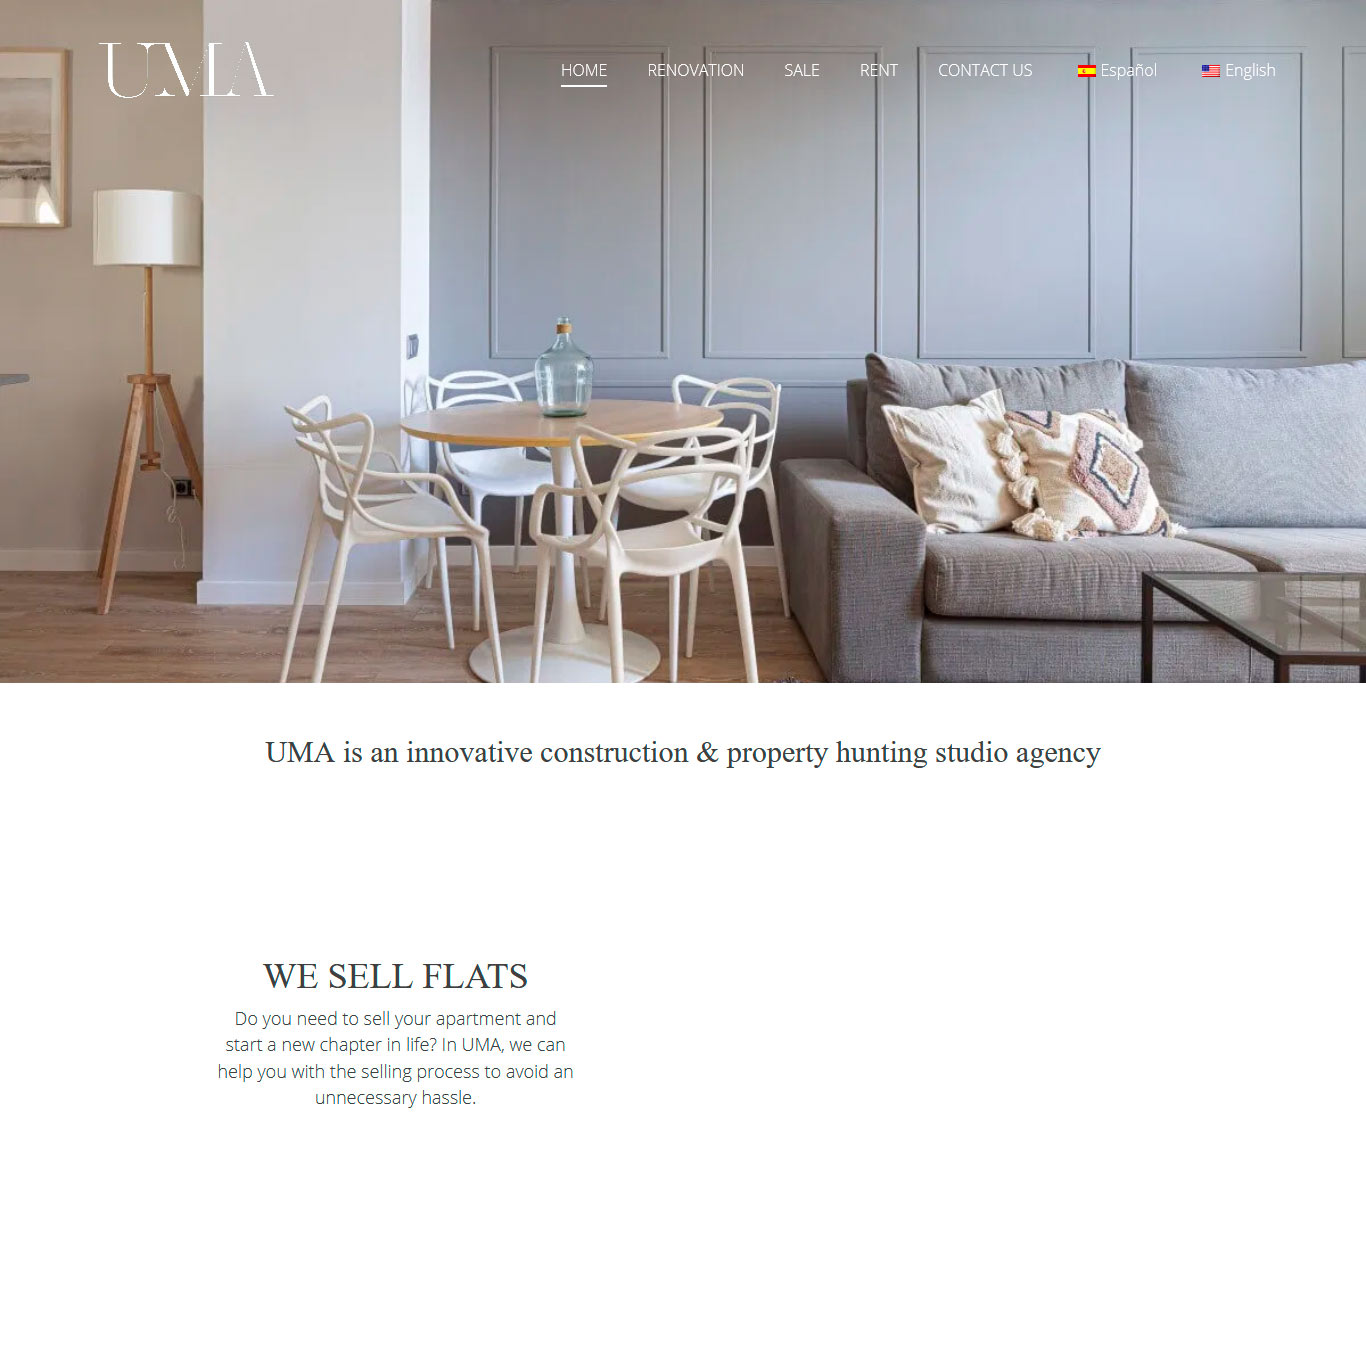 UMA
HOME RENOVATION SALE RENT CONTACT US Español English
UMA is an innovative construction & property hunting studio agency
WE SELL FLATS
Do you need to sell your apartment and
start a new chapter in life? In UMA, we can
help you with the selling process to avoid an
unnecessary hassle.